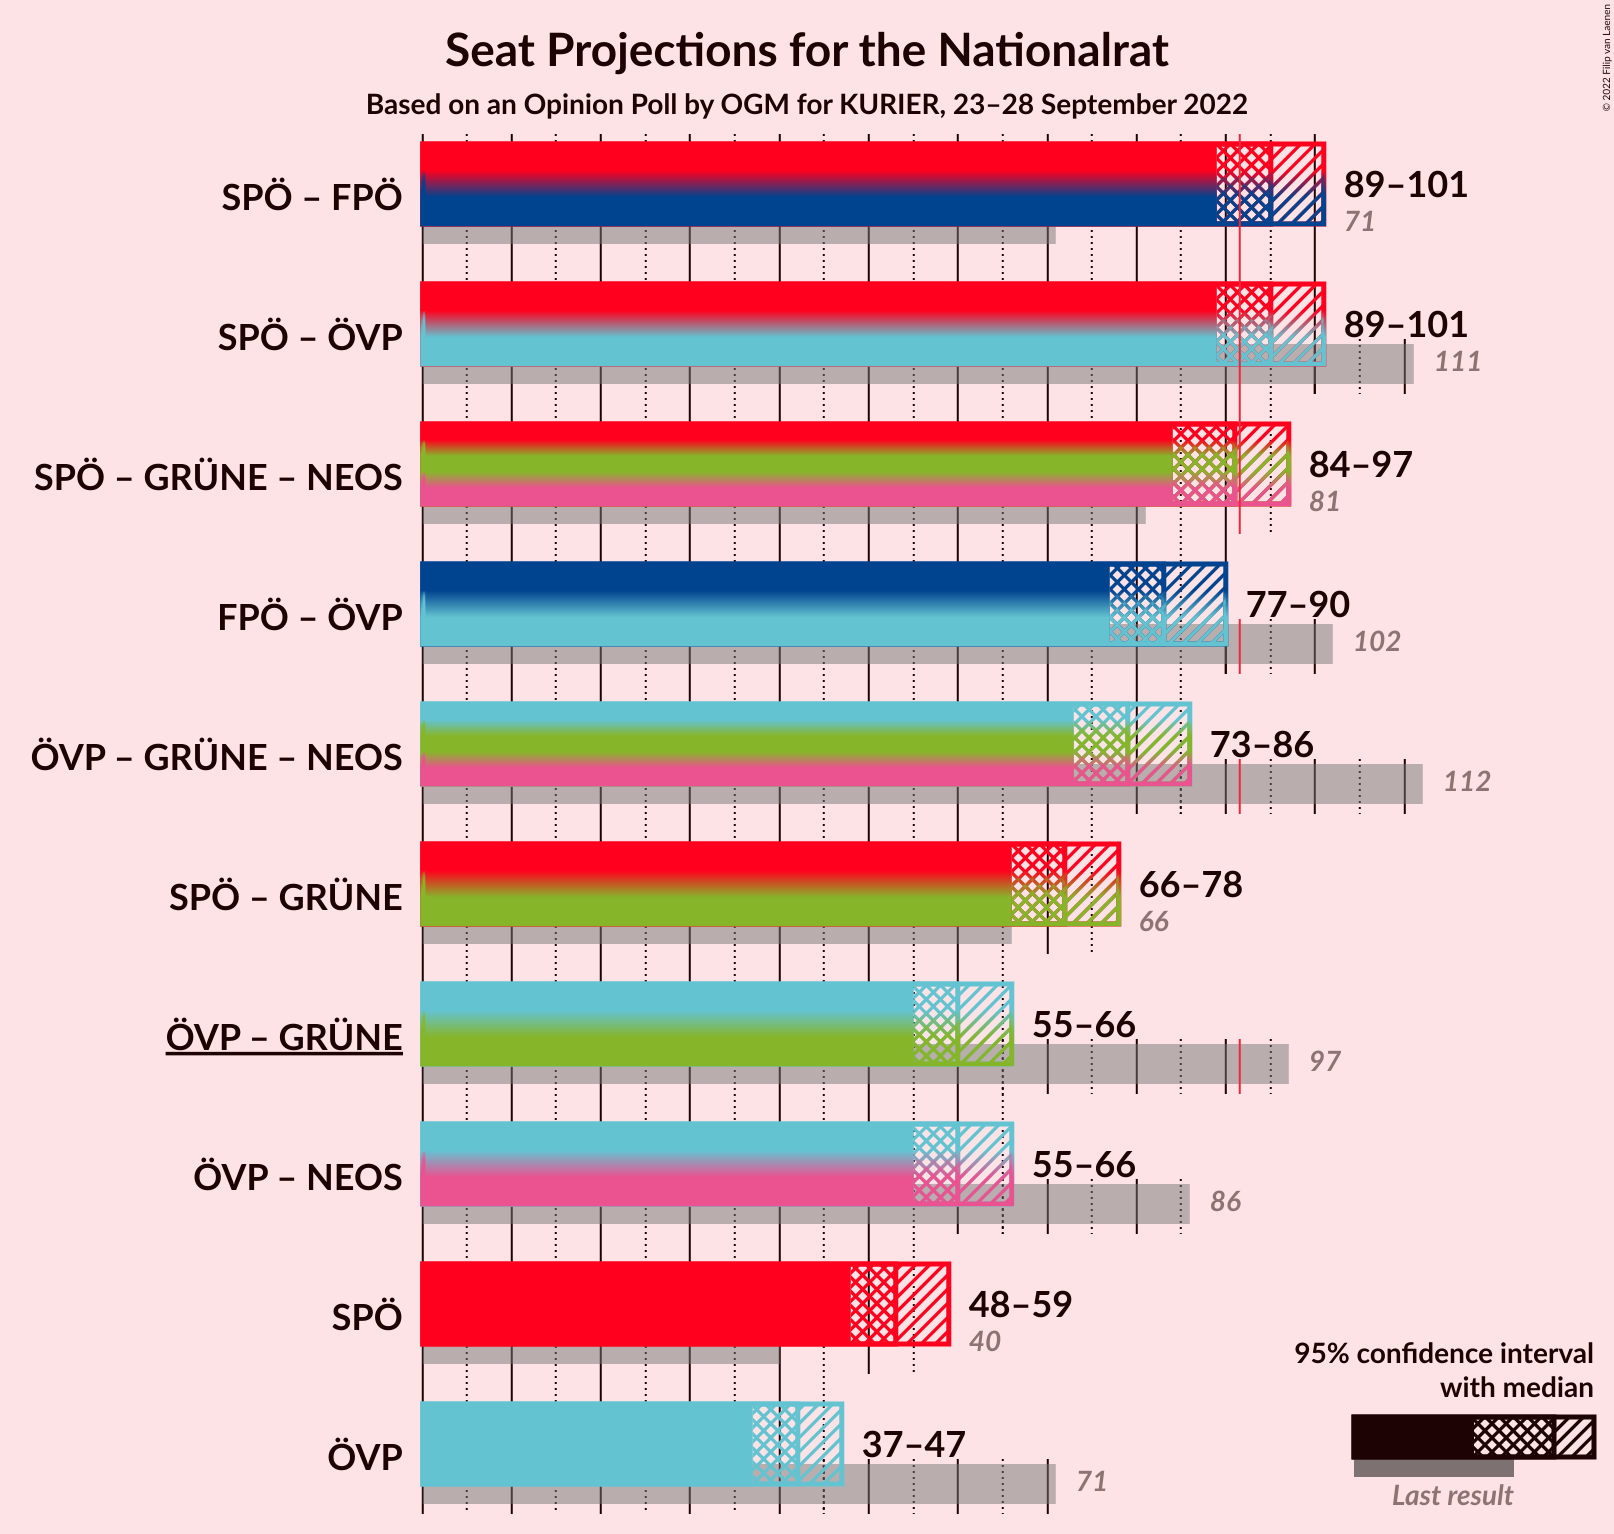 Seat Projections for the Nationalrat
Based on an Opinion Poll by OGM for KURIER, 23–28 September 2022
© 2022 Filip van Laenen
SPÖ – FPÖ
89–101
71
SPÖ – ÖVP
89–101
111
SPÖ – GRÜNE – NEOS
84–97
81
FPÖ – ÖVP
77–90
102
ÖVP – GRÜNE – NEOS
73–86
112
SPÖ – GRÜNE
66–78
66
ÖVP – GRÜNE
55–66
97
ÖVP – NEOS
55–66
86
SPÖ
48–59
40
ÖVP
37–47
71
95% confidence interval
with median
Last result